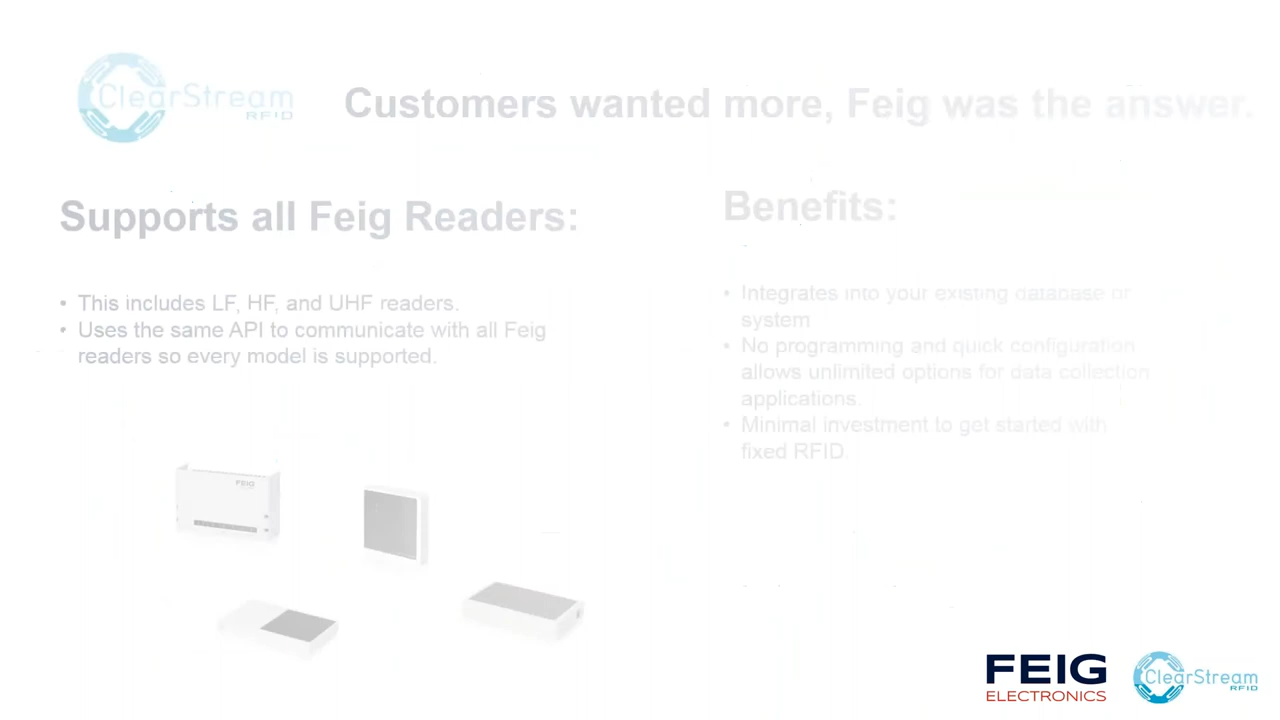 ClearStream
RFID
Customers wanted more, Feig was the answer.
Supports all Feig Readers:
• This includes LF, HF, and UHF readers.
• Uses the same API to communicate with all Feig
readers so every model is supported.
Benefits:
• Integrates into your existing database or
system
• No programming and quick configuration
allows unlimited options for data collection
applications.
• Minimal investment to get started with
fixed RFID.
FEIG
FEIG
ELECTRONICS
ClearStream
RFID